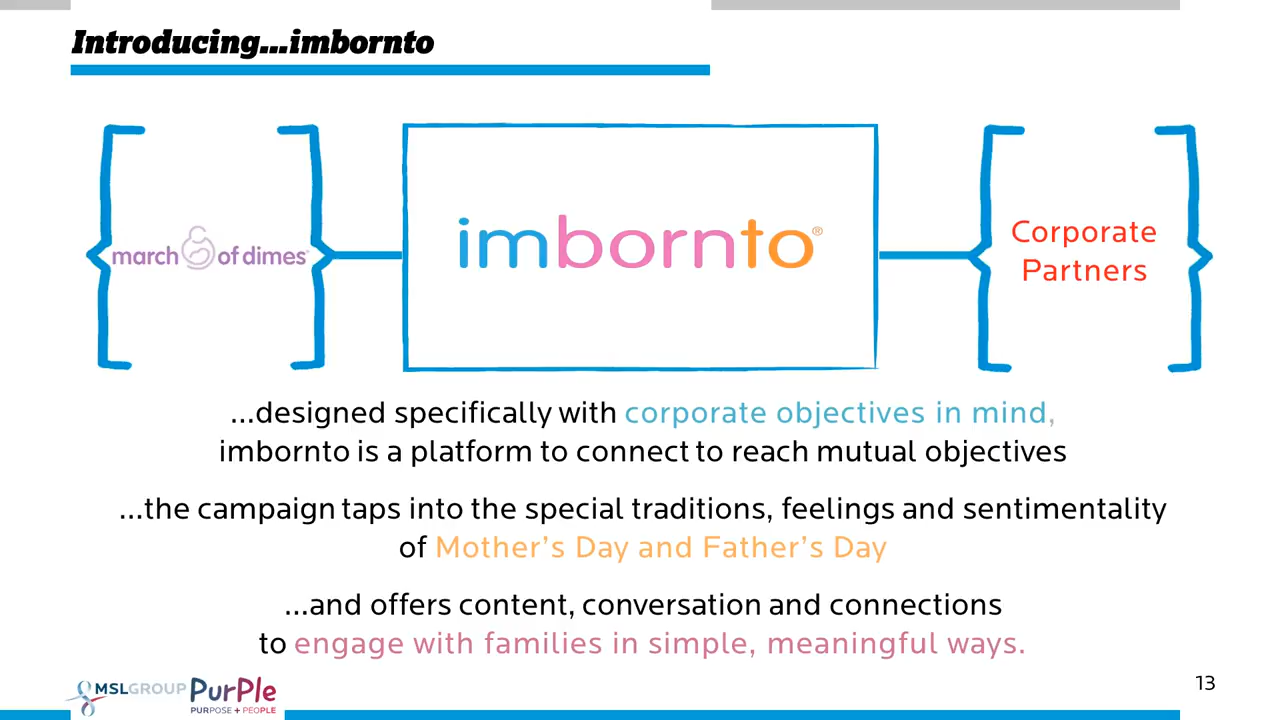 Introducing...imbornto
march of dimes®
imbornto®
Corporate
Partners
...designed specifically with corporate objectives in mind,
imbornto is a platform to connect to reach mutual objectives
...the campaign taps into the special traditions, feelings and sentimentality
of Mother's Day and Father's Day
...and offers content, conversation and connections
to engage with families in simple, meaningful ways.
MSLGROUP PurPle
PURPOSE + PEOPLE
13